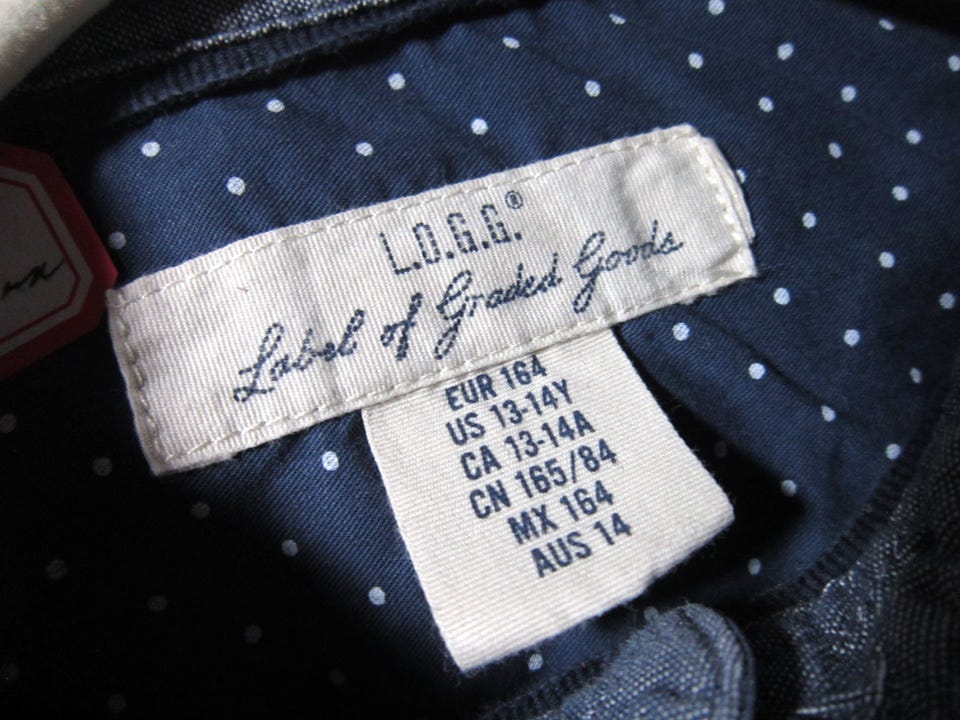 L.O.G.G.®
Label of Graded Goods
EUR 164
US 13-14Y
CA 13-14A
CN 165/84
MX 164
AUS 14